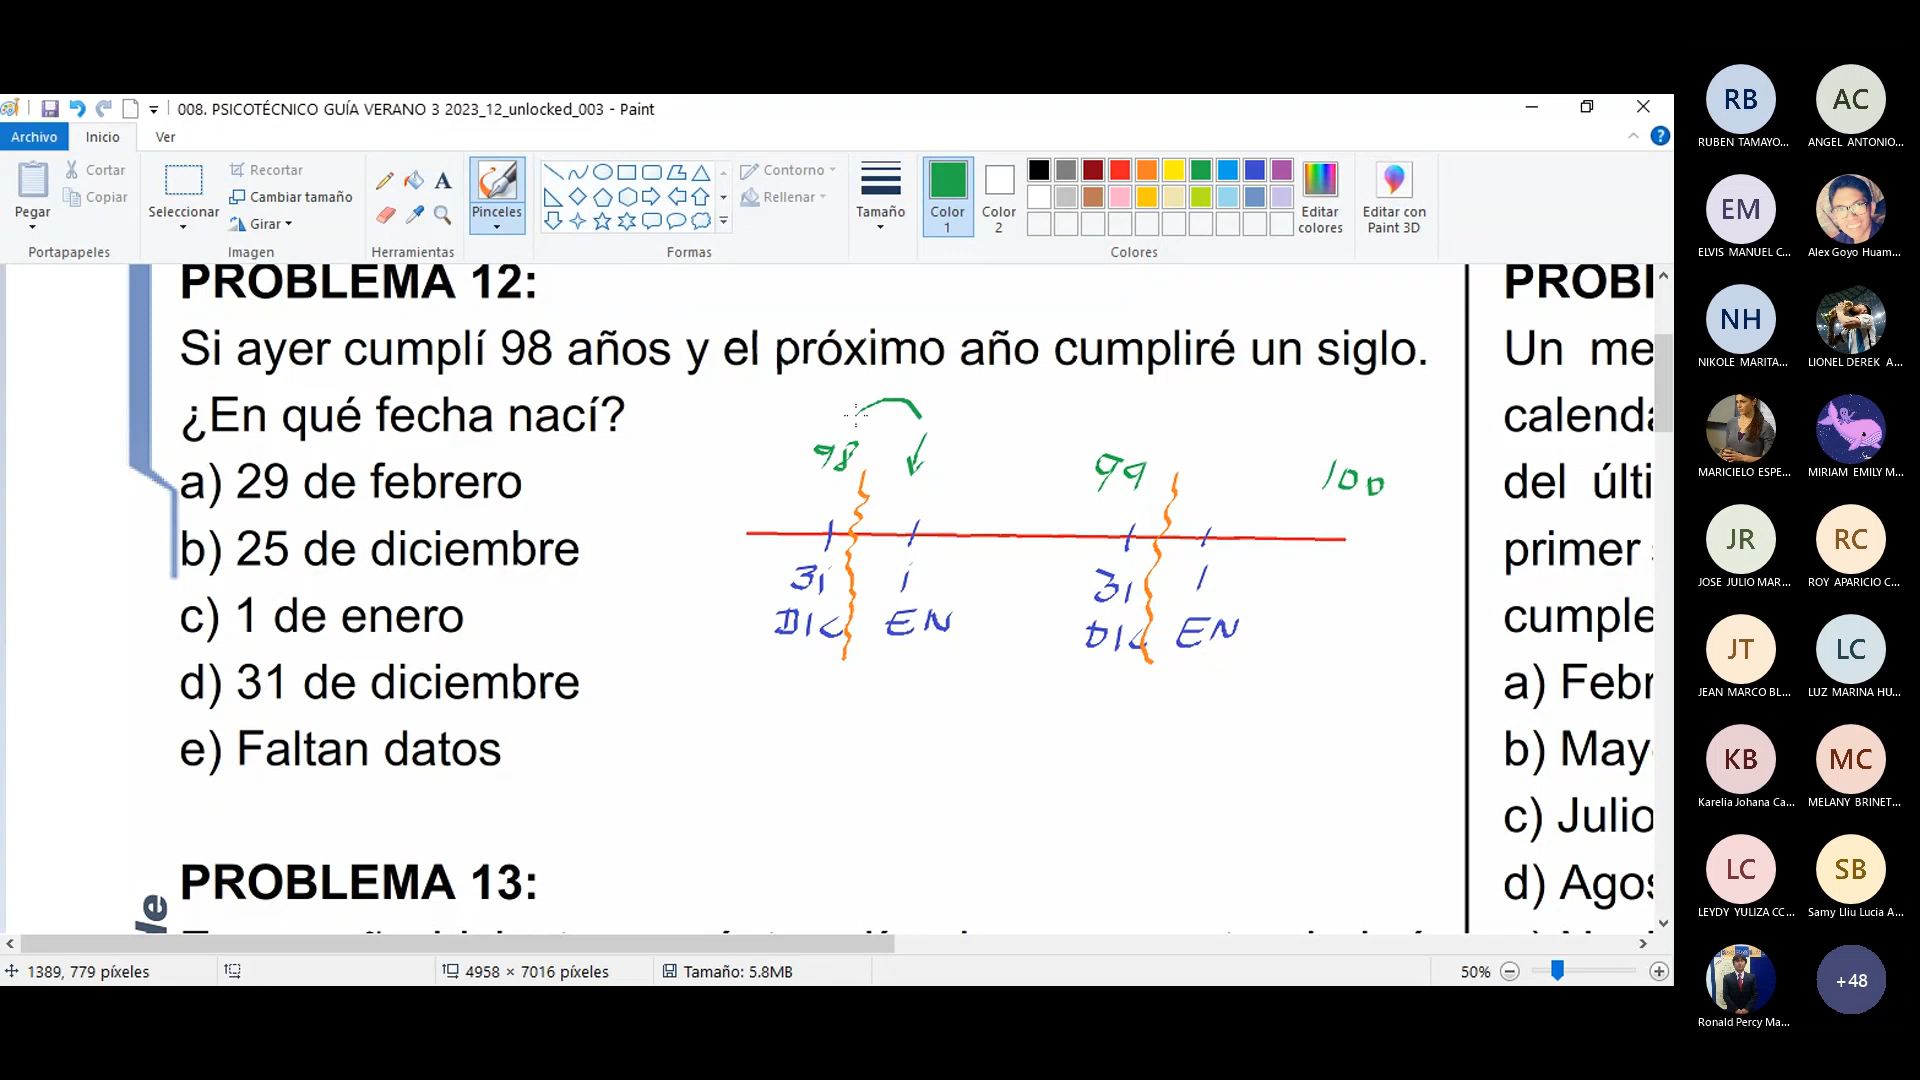 008. PSICOTÉCNICO GUÍA VERANO 3 2023_12_unlocked_003 - Paint
Archivo Inicio Ver
Pegar
Cortar
Copiar
Portapapeles
Seleccionar
Recortar
Cambiar tamaño
Girar
Imagen
A
Herramientas
Pinceles
Contorno
Rellenar
Formas
Tamaño
Color 1
Color 2
Editar colores
Colores
Editar con Paint 3D
PROBLEMA 12:
Si ayer cumplí 98 años y el próximo año cumpliré un siglo.
¿En qué fecha nací?
a) 29 de febrero
b) 25 de diciembre
c) 1 de enero
d) 31 de diciembre
e) Faltan datos
98 99 100
31 1 31 1
DIC EN DIC EN
PROBLEMA 13:
Un me
calenda
del últi
primer
cumple
a) Febr
b) May
c) Julio
d) Agos
1389, 779 píxeles
4958 × 7016 píxeles
Tamaño: 5.8MB
50%
RB
RUBEN TAMAYO...
AC
ANGEL ANTONIO...
EM
ELVIS MANUEL C...
Alex Goyo Huam...
NH
NIKOLE MARITA...
LIONEL DEREK A...
MARICIELO ESPE...
MIRIAM EMILY M...
JR
JOSE JULIO MAR...
RC
ROY APARICIO C...
JT
JEAN MARCO BL...
LC
LUZ MARINA HU...
KB
Karelia Johana Ca...
MC
MELANY BRINET...
LC
LEYDY YULIZA CC...
SB
Samy Lliu Lucia A...
Ronald Percy Ma...
+48